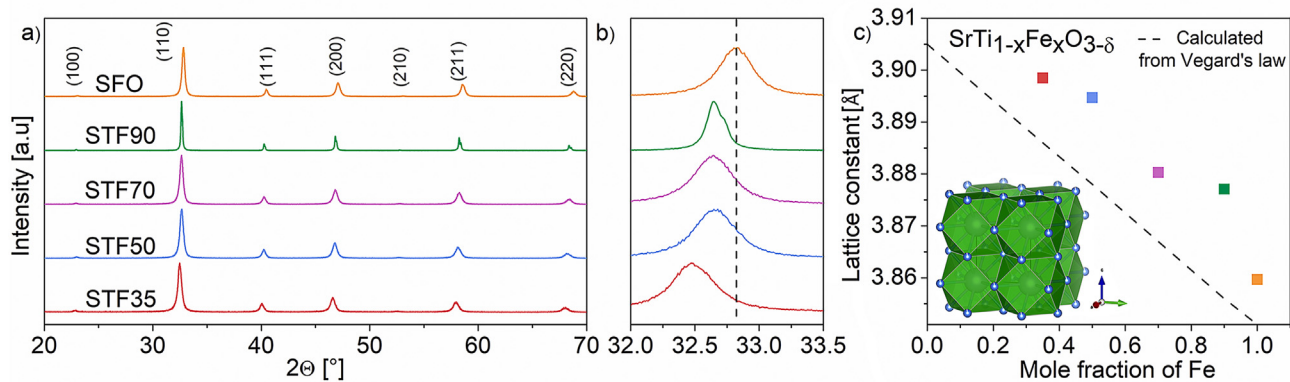 a)
(100)
(110)
(111)
(200)
(210)
(211)
(220)
SFO
STF90
STF70
STF50
STF35
Intensity [a.u]
20 30 40 50 60 70
2Θ [°]
b)
32.0 32.5 33.0 33.5
c)
SrTi₁₋ₓFeₓO₃₋δ
Calculated
from Vegard's law
3.91
3.90
3.89
3.88
3.87
3.86
Lattice constant [Å]
0.0 0.2 0.4 0.6 0.8 1.0
Mole fraction of Fe